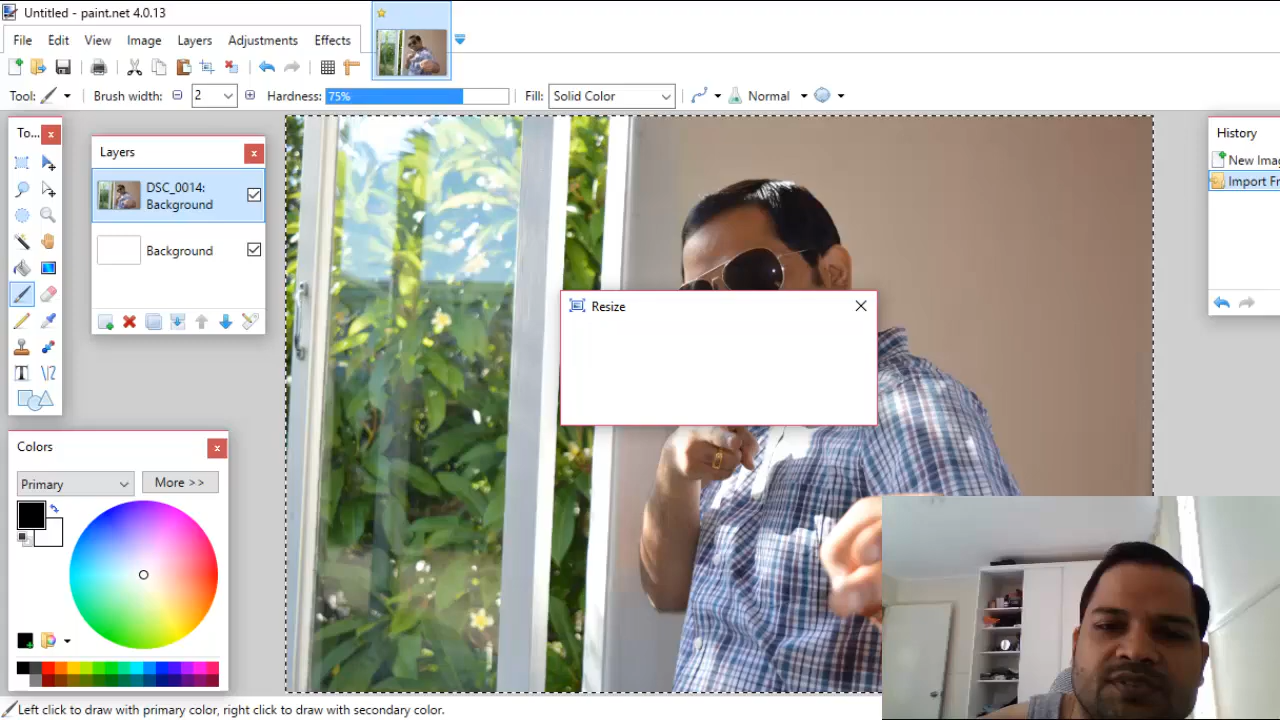 Untitled - paint.net 4.0.13
File Edit View Image Layers Adjustments Effects
Tool: Brush width: 2 Hardness: 75% Fill: Solid Color Normal
To...
Layers
DSC_0014:
Background
Background
History
New Imag
Import Fr
Resize
Colors
Primary
More >>
Left click to draw with primary color, right click to draw with secondary color.